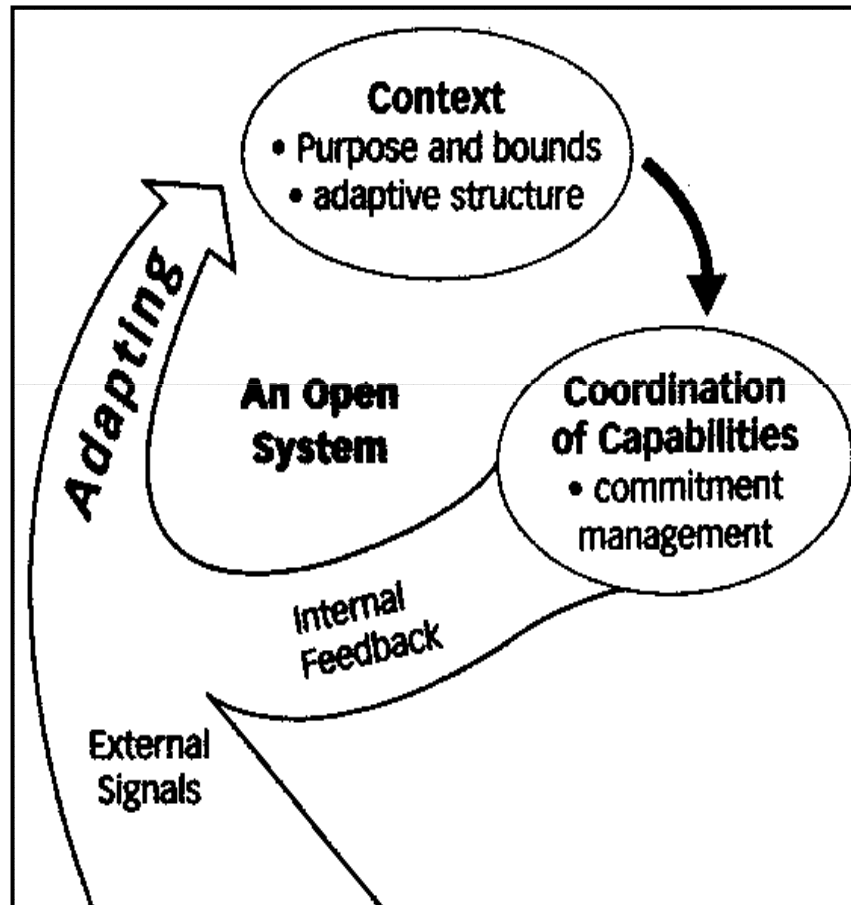 Context
• Purpose and bounds
• adaptive structure
Adapting
An Open
System
Coordination
of Capabilities
• commitment
management
Internal
Feedback
External
Signals